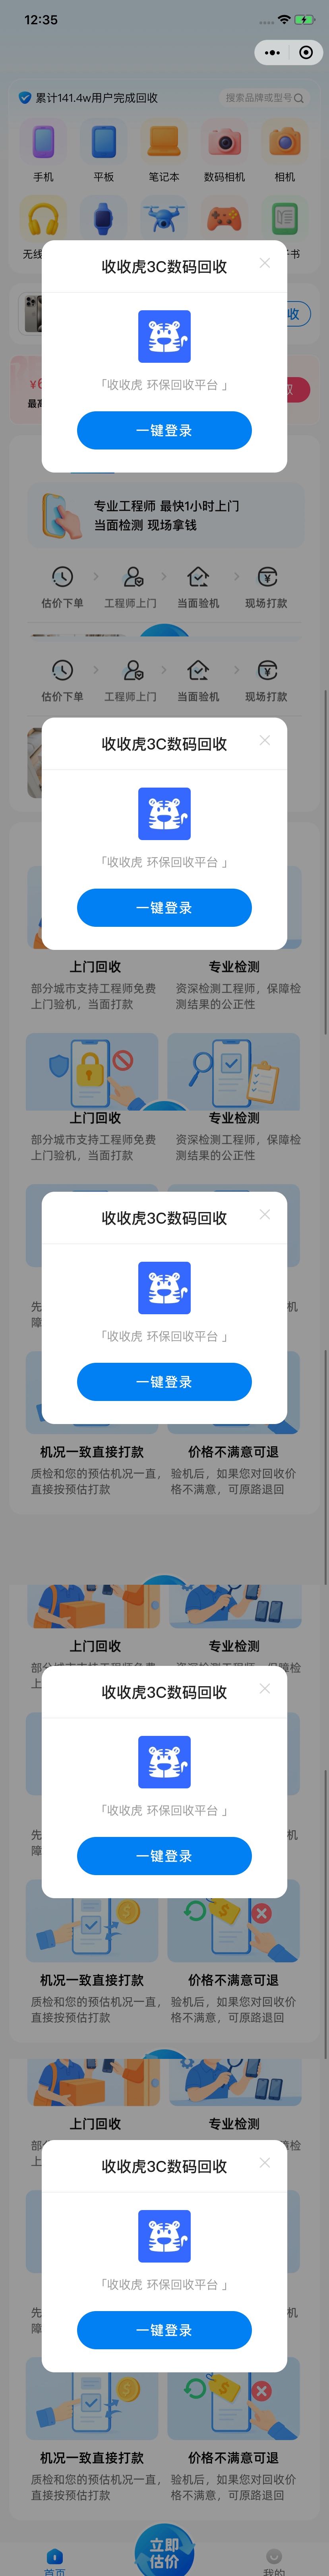 12:35
累计141.4w用户完成回收
搜索品牌或型号
手机
平板
笔记本
数码相机
相机
收收虎3C数码回收
「收收虎 环保回收平台 」
一键登录
专业工程师 最快1小时上门
当面检测 现场拿钱
估价下单
工程师上门
当面验机
现场打款
估价下单
工程师上门
当面验机
现场打款
收收虎3C数码回收
「收收虎 环保回收平台 」
一键登录
上门回收
专业检测
部分城市支持工程师免费
上门验机，当面打款
资深检测工程师，保障检
测结果的公正性
上门回收
专业检测
部分城市支持工程师免费
上门验机，当面打款
资深检测工程师，保障检
测结果的公正性
收收虎3C数码回收
「收收虎 环保回收平台 」
一键登录
先
障
机
机况一致直接打款
价格不满意可退
质检和您的预估机况一直，
直接按预估打款
验机后，如果您对回收价
格不满意，可原路退回
上门回收
专业检测
收收虎3C数码回收
「收收虎 环保回收平台 」
一键登录
先
障
机
机况一致直接打款
价格不满意可退
质检和您的预估机况一直，
直接按预估打款
验机后，如果您对回收价
格不满意，可原路退回
上门回收
专业检测
收收虎3C数码回收
「收收虎 环保回收平台 」
一键登录
先
障
机
机况一致直接打款
价格不满意可退
质检和您的预估机况一直，
直接按预估打款
验机后，如果您对回收价
格不满意，可原路退回
立即
估价
首页
我的